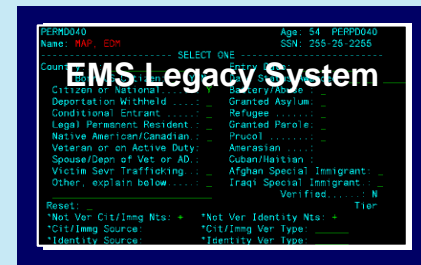 PERMD040 Age: 54 PERPD040
Name: MAP, EDM SSN: 255-25-2255
SELECT ONE
EMS Legacy System
Citizen or National....: Y Battery/Abuse :
Deportation Withheld ....: Granted Asylum:
Conditional Entrant .....: Refugee .......:
Legal Permanent Resident.: Granted Parole:
Native American/Canadian.: Prucol ........:
Veteran or on Active Duty: Amerasian ....:
Spouse/Depn of Vet or AD.: Cuban/Haitian :
Victim Sevr Trafficking..: Afghan Special Immigrant:
Other, explain below.....: Iraqi Special Immigrant..:
Verified......: N
Reset: Tier
*Not Ver Cit/Immg Nts: + *Not Ver Identity Nts: +
*Cit/Immg Source: *Cit/Immg Ver Type:
*Identity Source: *Identity Ver Type: